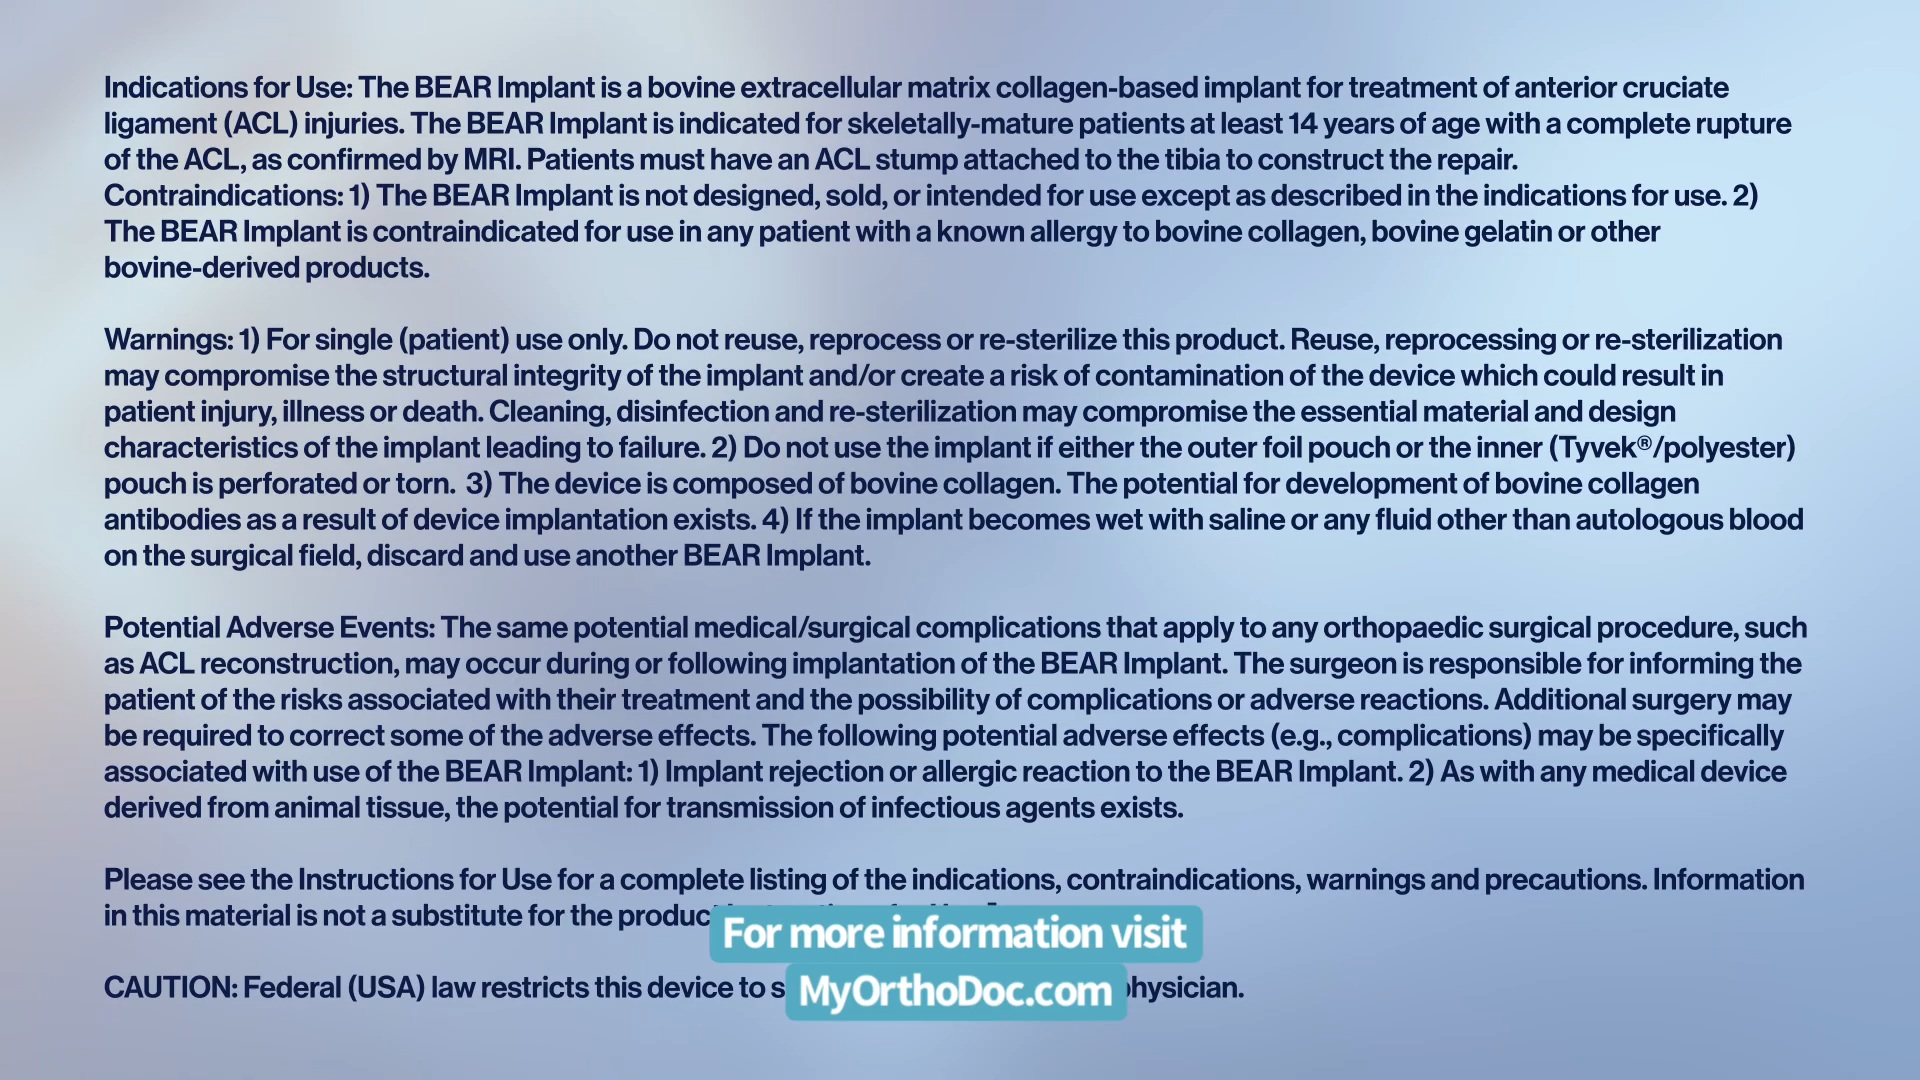 Indications for Use: The BEAR Implant is a bovine extracellular matrix collagen-based implant for treatment of anterior cruciate
ligament (ACL) injuries. The BEAR Implant is indicated for skeletally-mature patients at least 14 years of age with a complete rupture
of the ACL, as confirmed by MRI. Patients must have an ACL stump attached to the tibia to construct the repair.
Contraindications: 1) The BEAR Implant is not designed, sold, or intended for use except as described in the indications for use. 2)
The BEAR Implant is contraindicated for use in any patient with a known allergy to bovine collagen, bovine gelatin or other
bovine-derived products.
Warnings: 1) For single (patient) use only. Do not reuse, reprocess or re-sterilize this product. Reuse, reprocessing or re-sterilization
may compromise the structural integrity of the implant and/or create a risk of contamination of the device which could result in
patient injury, illness or death. Cleaning, disinfection and re-sterilization may compromise the essential material and design
characteristics of the implant leading to failure. 2) Do not use the implant if either the outer foil pouch or the inner (Tyvek®/polyester)
pouch is perforated or torn.  3) The device is composed of bovine collagen. The potential for development of bovine collagen
antibodies as a result of device implantation exists. 4) If the implant becomes wet with saline or any fluid other than autologous blood
on the surgical field, discard and use another BEAR Implant.
Potential Adverse Events: The same potential medical/surgical complications that apply to any orthopaedic surgical procedure, such
as ACL reconstruction, may occur during or following implantation of the BEAR Implant. The surgeon is responsible for informing the
patient of the risks associated with their treatment and the possibility of complications or adverse reactions. Additional surgery may
be required to correct some of the adverse effects. The following potential adverse effects (e.g., complications) may be specifically
associated with use of the BEAR Implant: 1) Implant rejection or allergic reaction to the BEAR Implant. 2) As with any medical device
derived from animal tissue, the potential for transmission of infectious agents exists.
Please see the Instructions for Use for a complete listing of the indications, contraindications, warnings and precautions. Information
in this material is not a substitute for the
For more information visit
CAUTION: Federal (USA) law restricts this device to
MyOrthoDoc.com